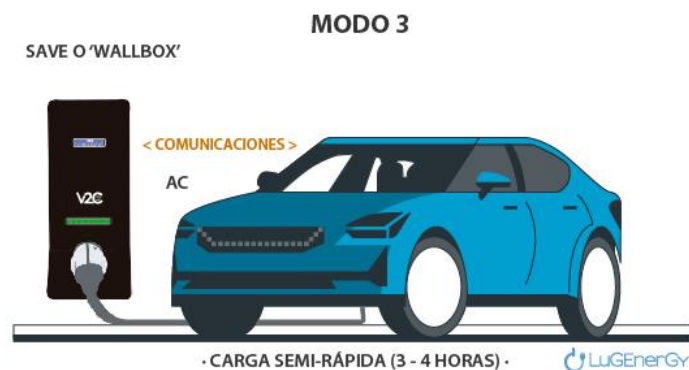 MODO 3
SAVE O ‘WALLBOX’
< COMUNICACIONES >
AC
V2C
· CARGA SEMI-RÁPIDA (3 - 4 HORAS) ·
LuGEnerGy